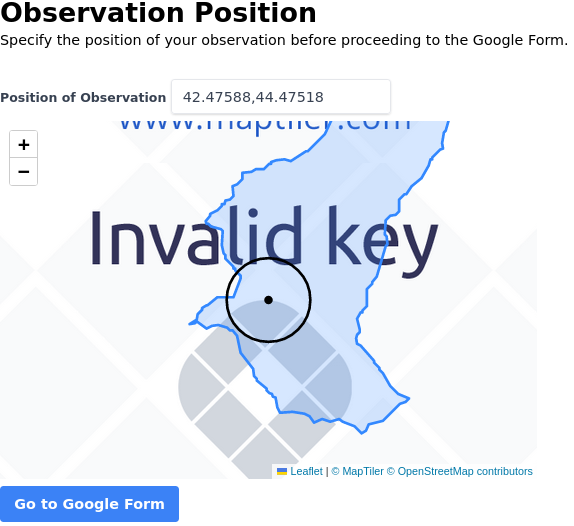 Observation Position
Specify the position of your observation before proceeding to the Google Form.
Position of Observation 42.47588,44.47518
www.maptiler.com
+
−
Invalid key
Leaflet | © MapTiler © OpenStreetMap contributors
Go to Google Form